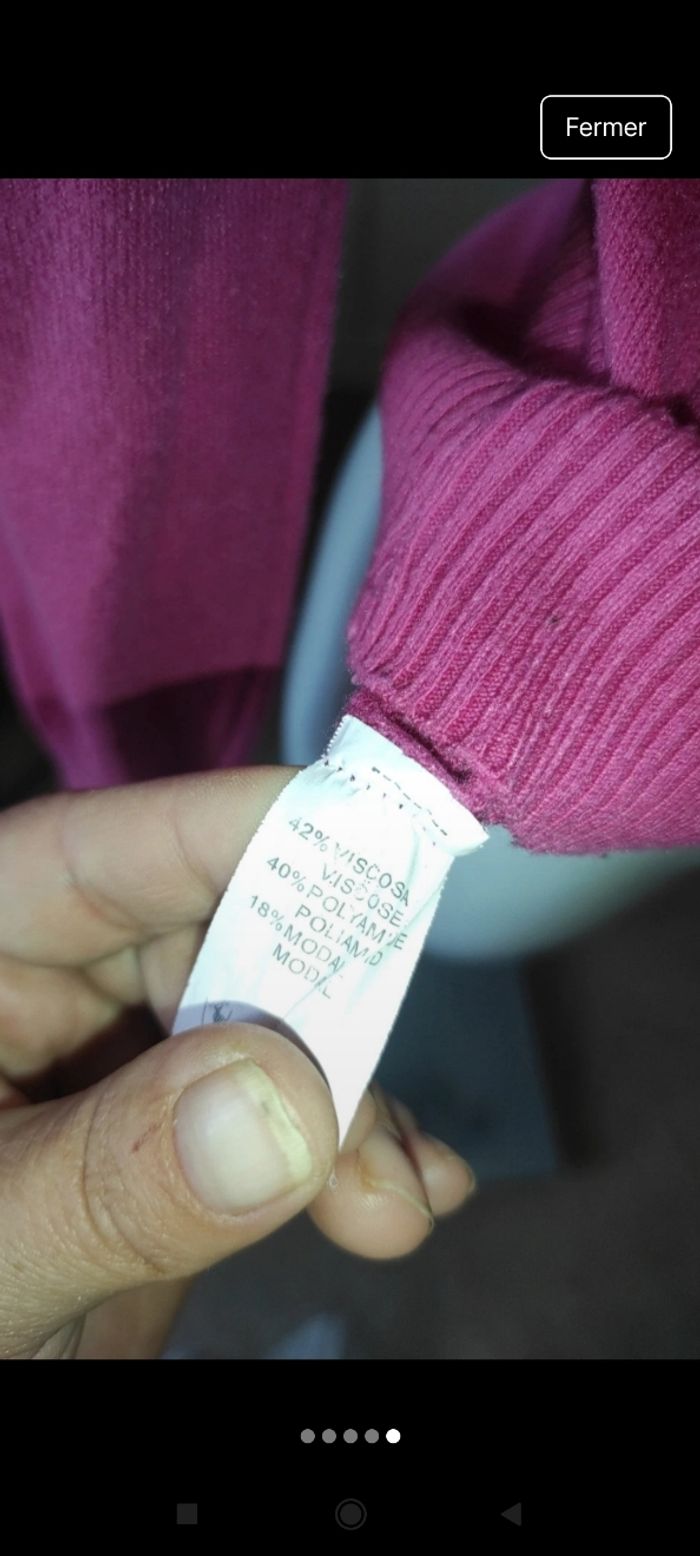 Fermer
42% VISCOSA
VISCOSE
40% POLYAMIDE
POLIAMID
18% MODAL
MODAL